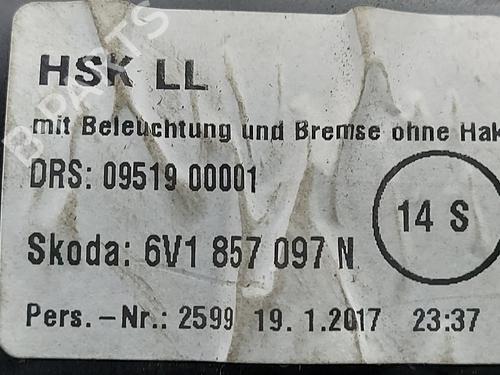 HSK LL
mit Beleuchtung und Bremse ohne Hak
DRS: 09519 00001
14 S
Skoda: 6V1 857 097 N
Pers.-Nr.: 2599 19. 1.2017 23:37
B PARTS